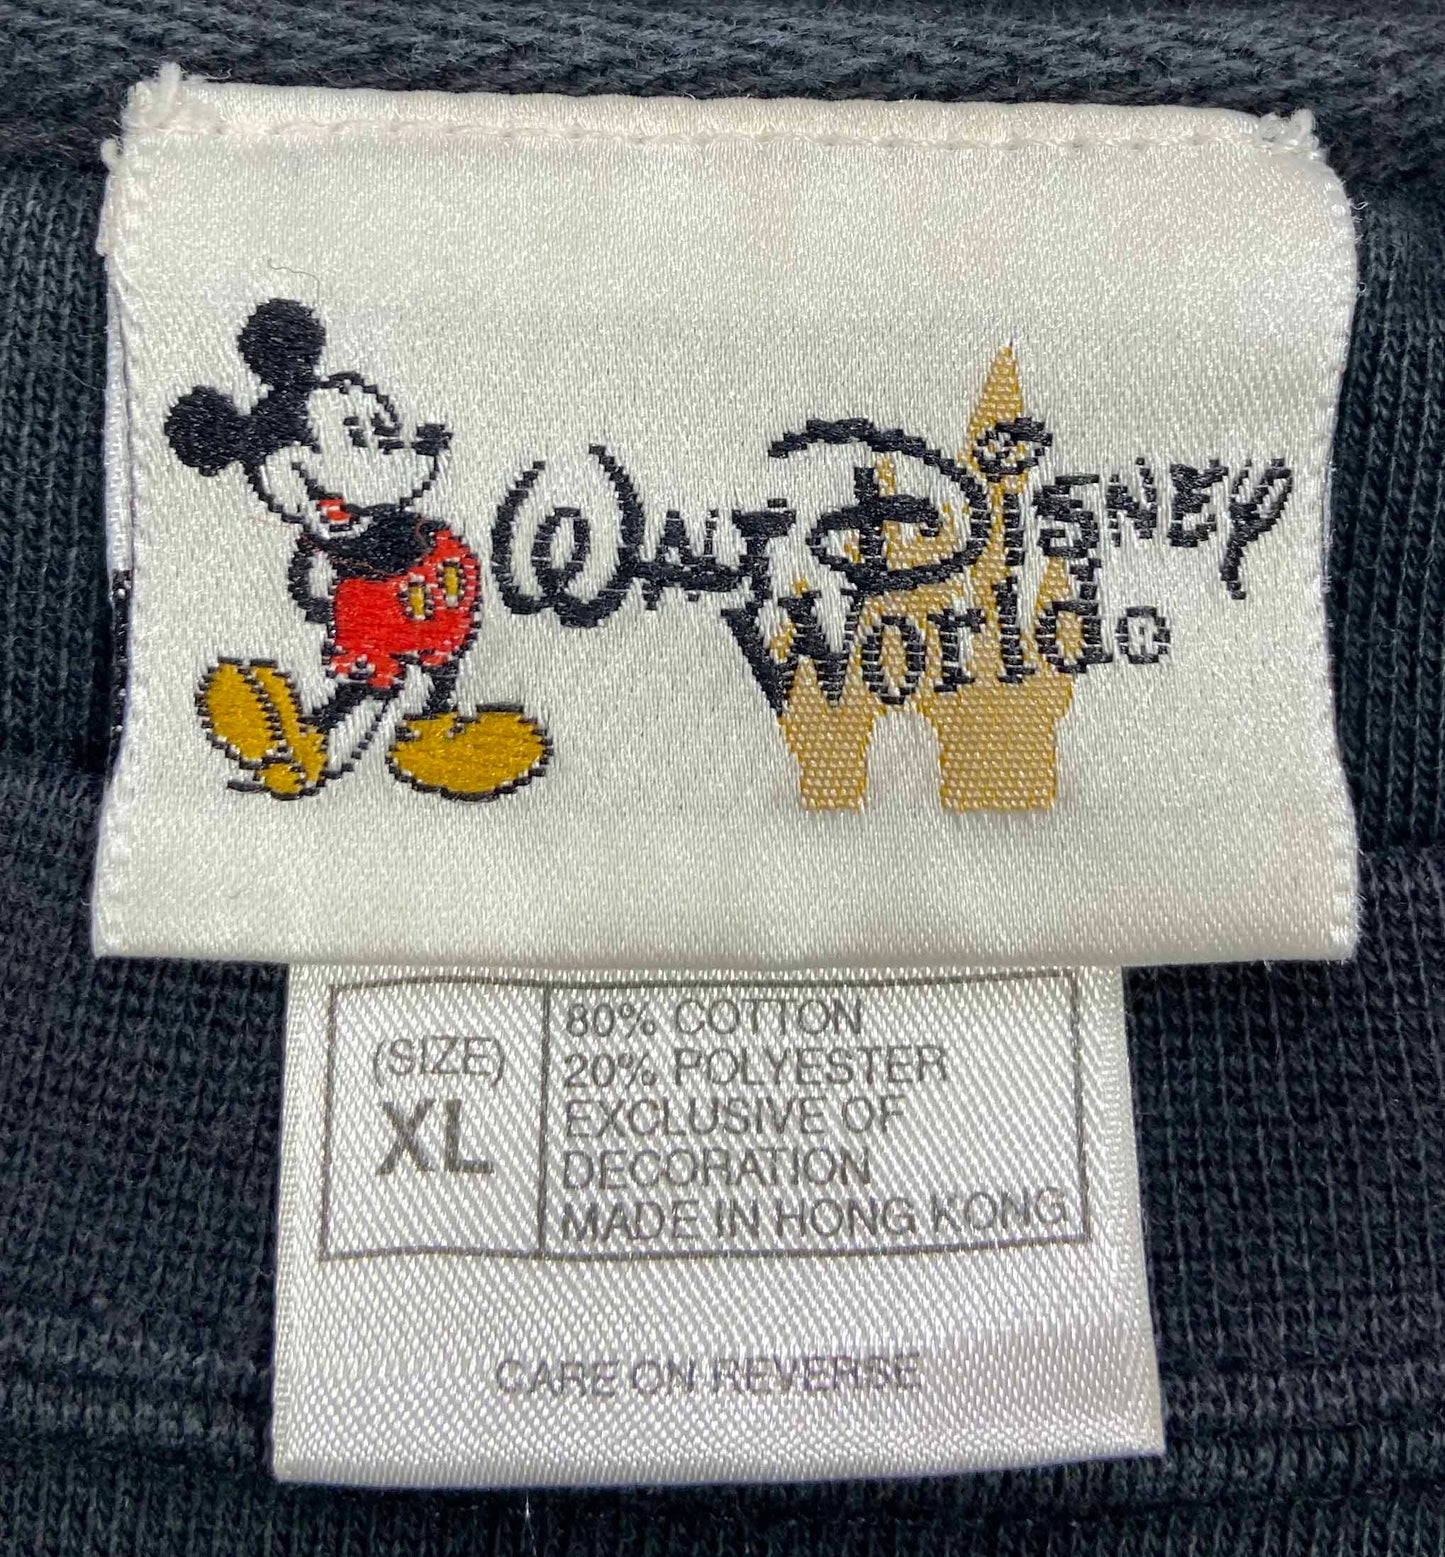 WALT DISNEY
World®
(SIZE)
XL
80% COTTON
20% POLYESTER
EXCLUSIVE OF
DECORATION
MADE IN HONG KONG
CARE ON REVERSE